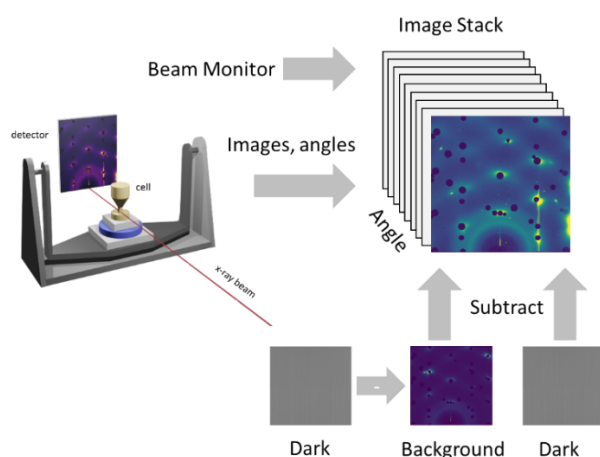 Image Stack
Beam Monitor
detector
Images, angles
cell
Angle
x-ray beam
Subtract
-
Dark
Background
Dark